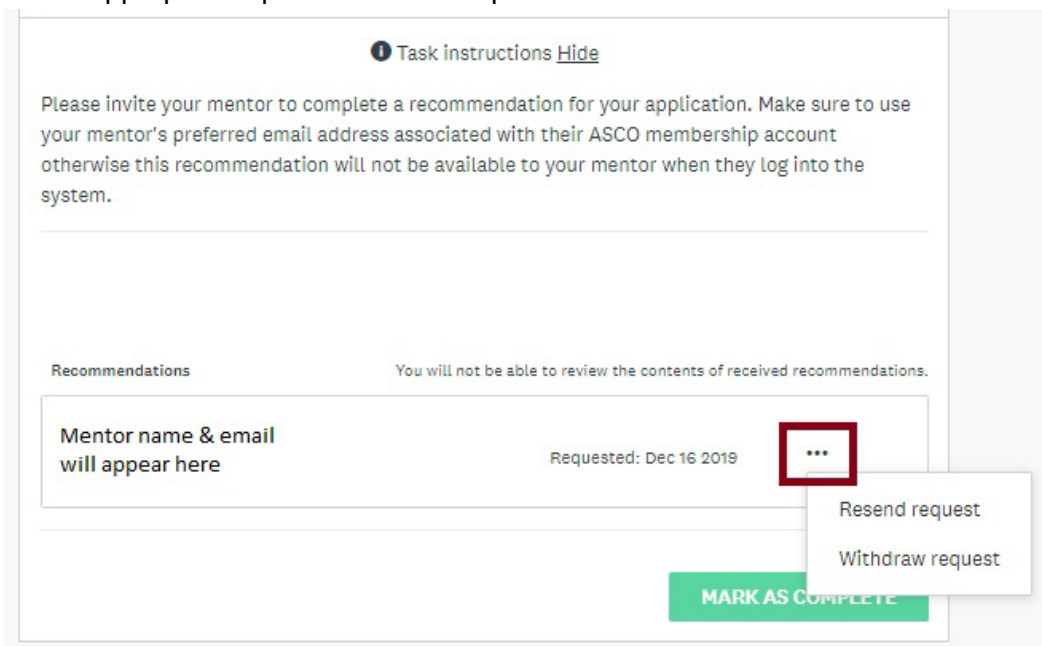 Task instructions Hide
Please invite your mentor to complete a recommendation for your application. Make sure to use
your mentor's preferred email address associated with their ASCO membership account
otherwise this recommendation will not be available to your mentor when they log into the
system.
Recommendations You will not be able to review the contents of received recommendations.
Mentor name & email
will appear here
Requested: Dec 16 2019
Resend request
Withdraw request
MARK AS COMPLETE